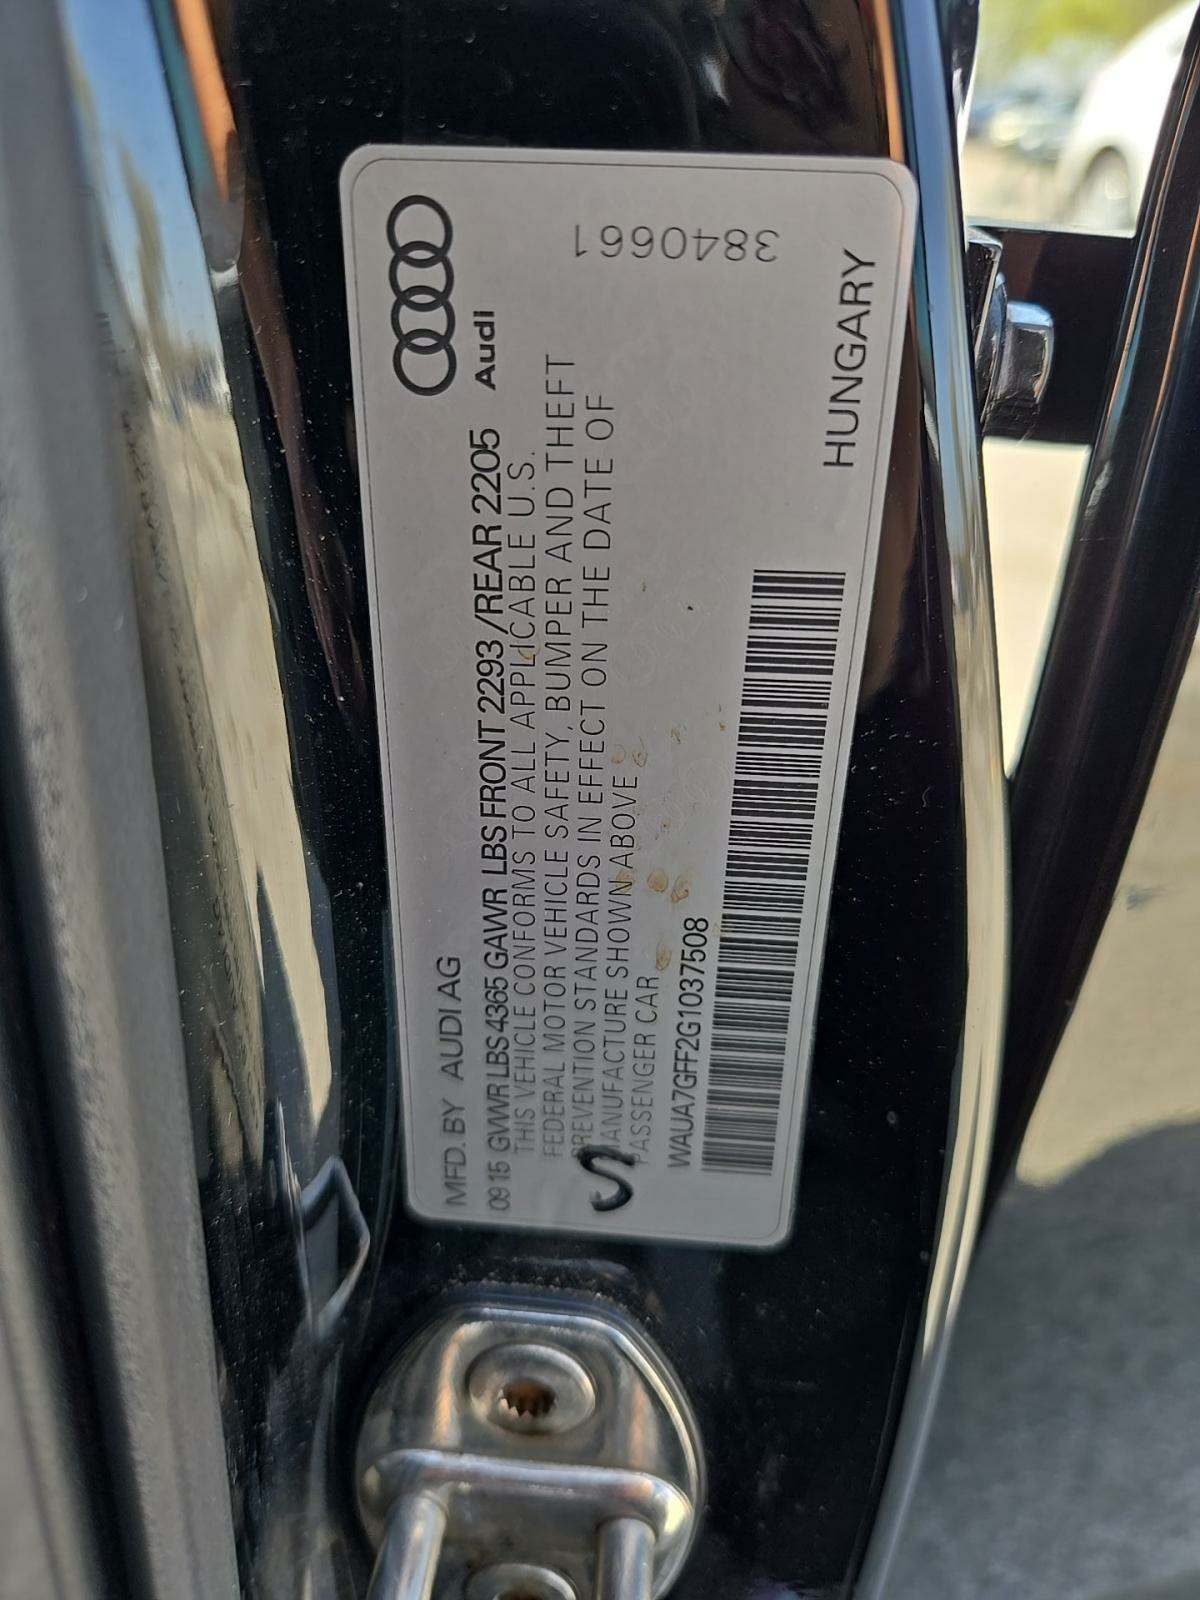 Audi
MFD. BY AUDI AG
0915 GVWR LBS 4365 GAWR LBS FRONT 2293 /REAR 2205
THIS VEHICLE CONFORMS TO ALL APPLICABLE U.S.
FEDERAL MOTOR VEHICLE SAFETY, BUMPER AND THEFT
PREVENTION STANDARDS IN EFFECT ON THE DATE OF
MANUFACTURE SHOWN ABOVE
PASSENGER CAR
WAUA7GFF2G1037508
HUNGARY
3840661